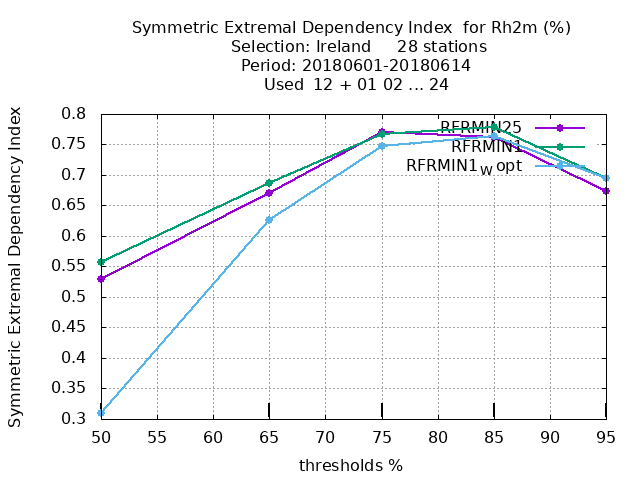 Symmetric Extremal Dependency Index  for Rh2m (%)
Selection: Ireland     28 stations
Period: 20180601-20180614
Used  12 + 01 02 ... 24
Symmetric Extremal Dependency Index
0.8
0.75
0.7
0.65
0.6
0.55
0.5
0.45
0.4
0.35
0.3
RFRMIN25
RFRMIN1
RFRMIN1w opt
50 55 60 65 70 75 80 85 90 95
thresholds %